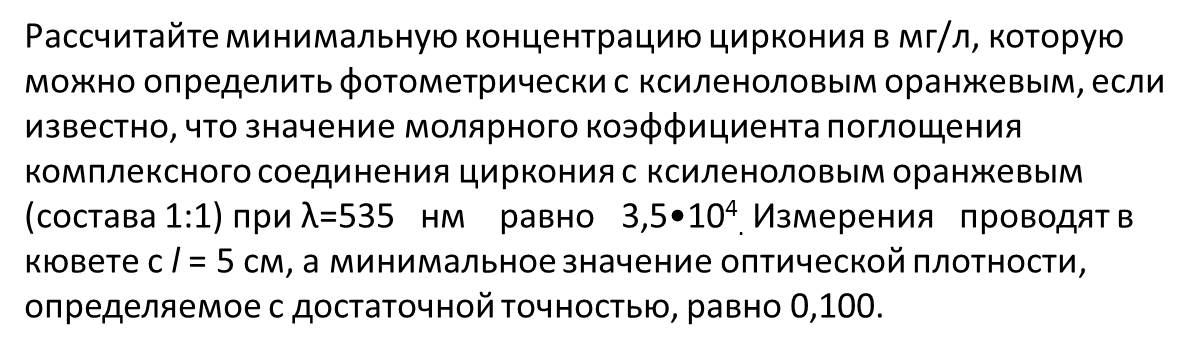 Рассчитайте минимальную концентрацию циркония в мг/л, которую
можно определить фотометрически с ксиленоловым оранжевым, если
известно, что значение молярного коэффициента поглощения
комплексного соединения циркония с ксиленоловым оранжевым
(состава 1:1) при λ=535 нм равно 3,5•10⁴. Измерения проводят в
кювете с l = 5 см, а минимальное значение оптической плотности,
определяемое с достаточной точностью, равно 0,100.